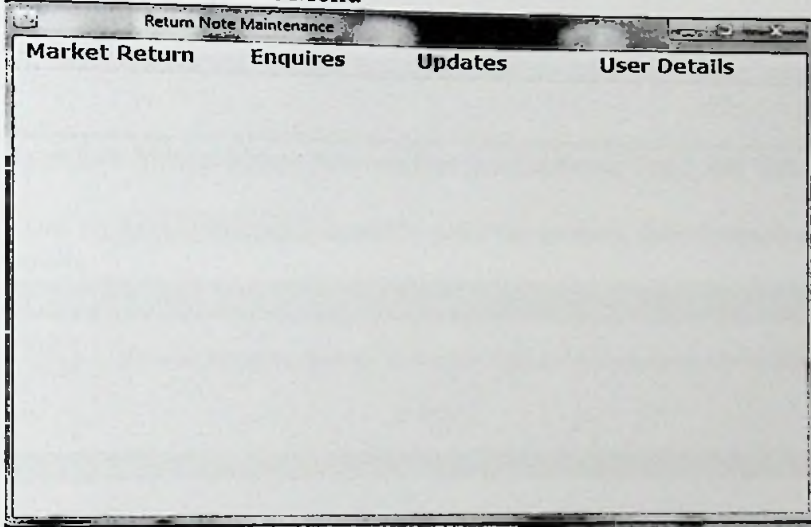 Return Note Maintenance
Market Return Enquires Updates User Details